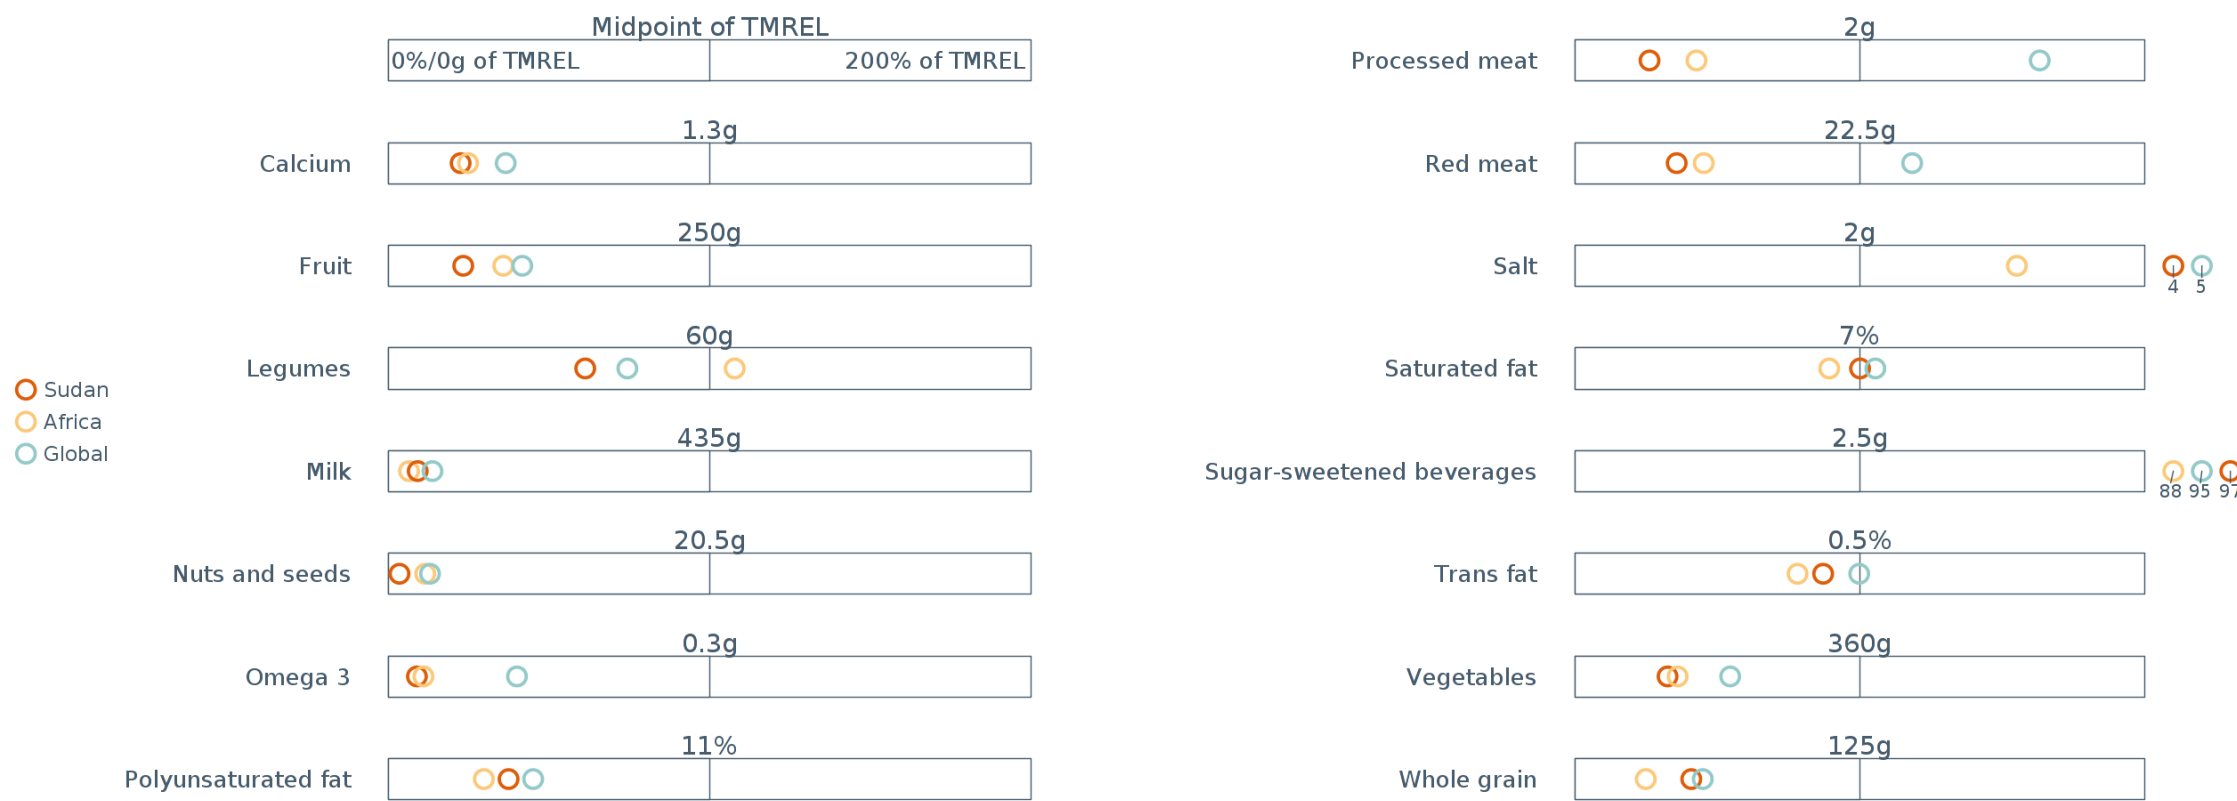 Midpoint of TMREL
0%/0g of TMREL
200% of TMREL
1.3g
Calcium
250g
Fruit
60g
Legumes
435g
Milk
20.5g
Nuts and seeds
0.3g
Omega 3
11%
Polyunsaturated fat
Sudan
Africa
Global
2g
Processed meat
22.5g
Red meat
2g
Salt
4 5
7%
Saturated fat
2.5g
Sugar-sweetened beverages
88 95 97
0.5%
Trans fat
360g
Vegetables
125g
Whole grain